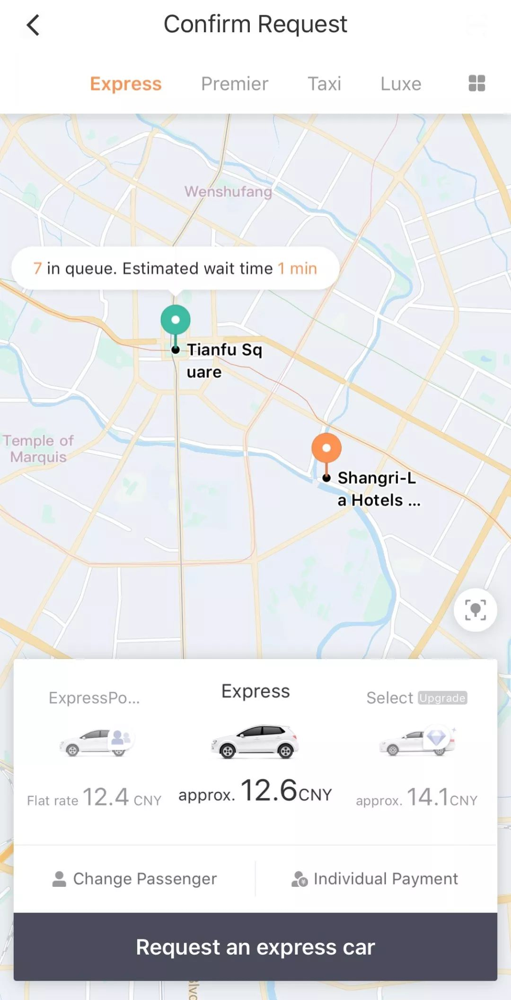 Confirm Request
Express Premier Taxi Luxe
Wenshufang
7 in queue. Estimated wait time 1 min
Tianfu Sq
uare
Temple of
Marquis
Shangri-L
a Hotels ...
ExpressPo... Express Select Upgrade
Flat rate 12.4 CNY approx. 12.6CNY approx. 14.1CNY
Change Passenger Individual Payment
Request an express car